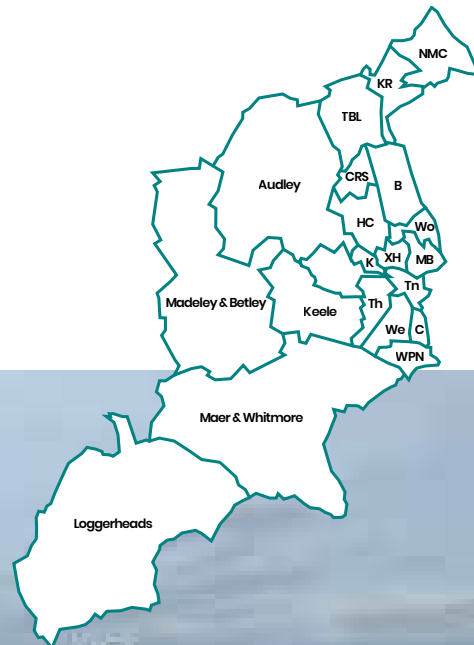 NMC
KR
TBL
CRS
B
Audley
HC
Wo
K
XH
MB
Tn
Madeley & Betley
Keele
Th
We
C
WPN
Maer & Whitmore
Loggerheads